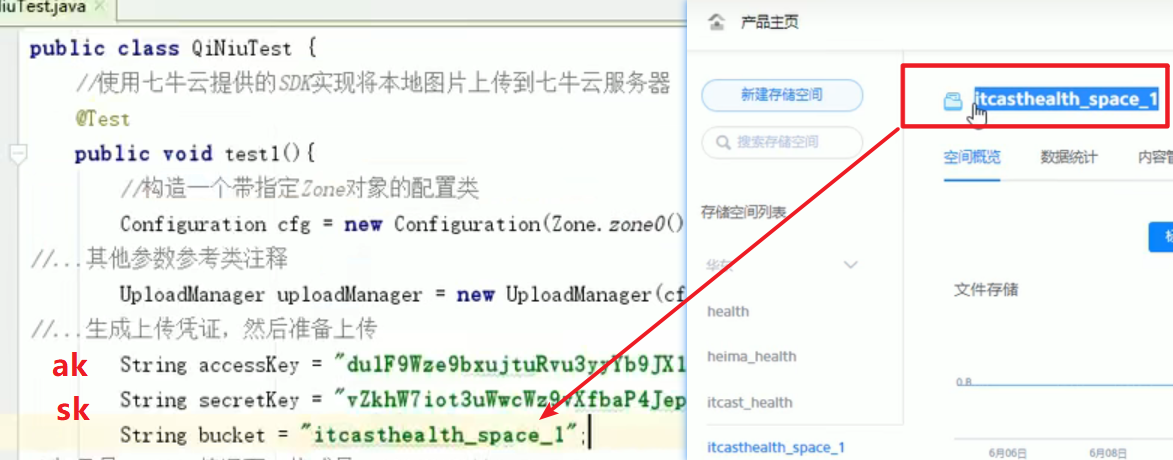 iuTest.java
public class QiNiuTest {
//使用七牛云提供的SDK实现将本地图片上传到七牛云服务器
@Test
public void test1(){
//构造一个带指定Zone对象的配置类
Configuration cfg = new Configuration(Zone.zone0()
//...其他参数参考类注释
UploadManager uploadManager = new UploadManager(cf
//...生成上传凭证，然后准备上传
ak
String accessKey =
sk
String secretKey =
String bucket = "itcasthealth_space_1";
产品主页
新建存储空间
搜索存储空间
存储空间列表
华东
health
heima_health
itcast_health
itcasthealth_space_1
itcasthealth_space_1
空间概览
数据统计
内容管
文件存储
0.8
6月06日
6月08日